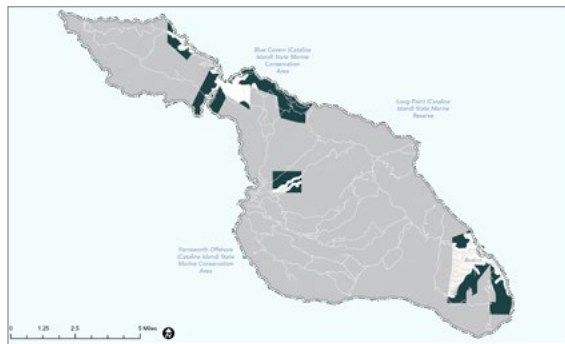 Blue Cavern (Catalina
Island) State Marine
Conservation
Area
Long Point (Catalina
Island) State Marine
Reserve
Farnsworth Offshore
(Catalina Island) State
Marine Conservation
Area
Avalon
0 1.25 2.5 5 Miles